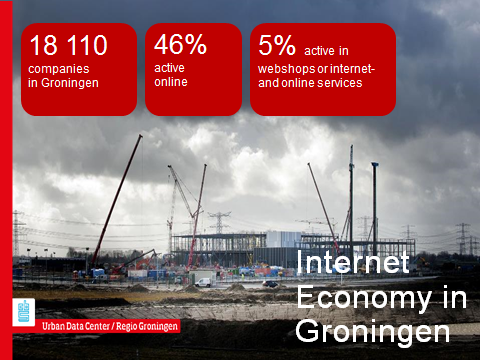 18 110
companies
in Groningen
46%
active
online
5% active in
webshops or internet-
and online services
Internet
Economy in
Groningen
Urban Data Center / Regio Groningen